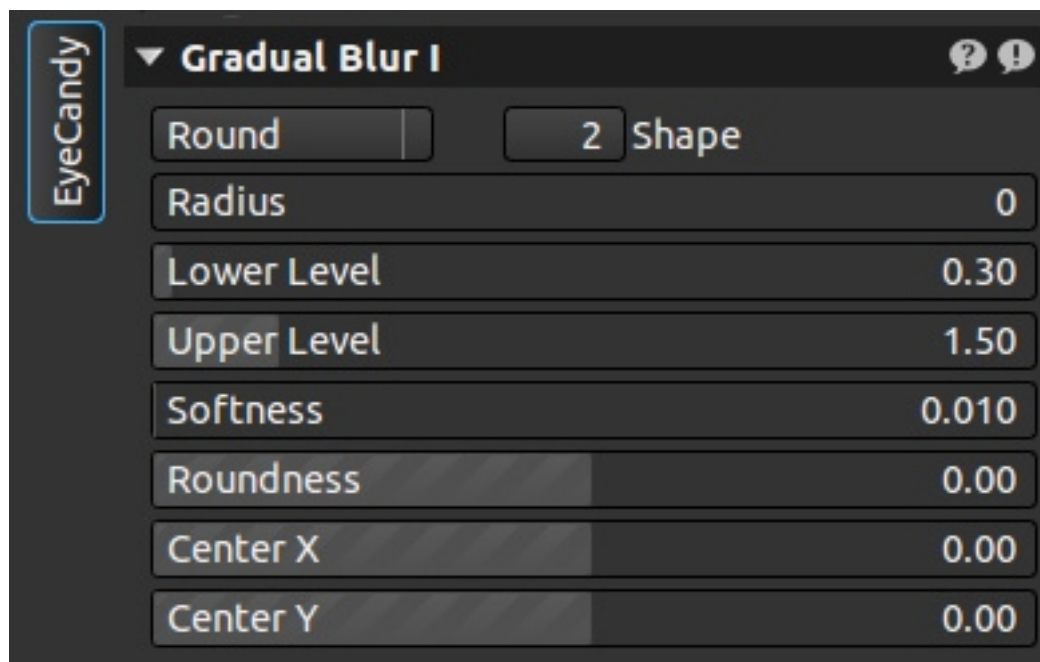 EyeCandy
Gradual Blur I
Round 2 Shape
Radius 0
Lower Level 0.30
Upper Level 1.50
Softness 0.010
Roundness 0.00
Center X 0.00
Center Y 0.00